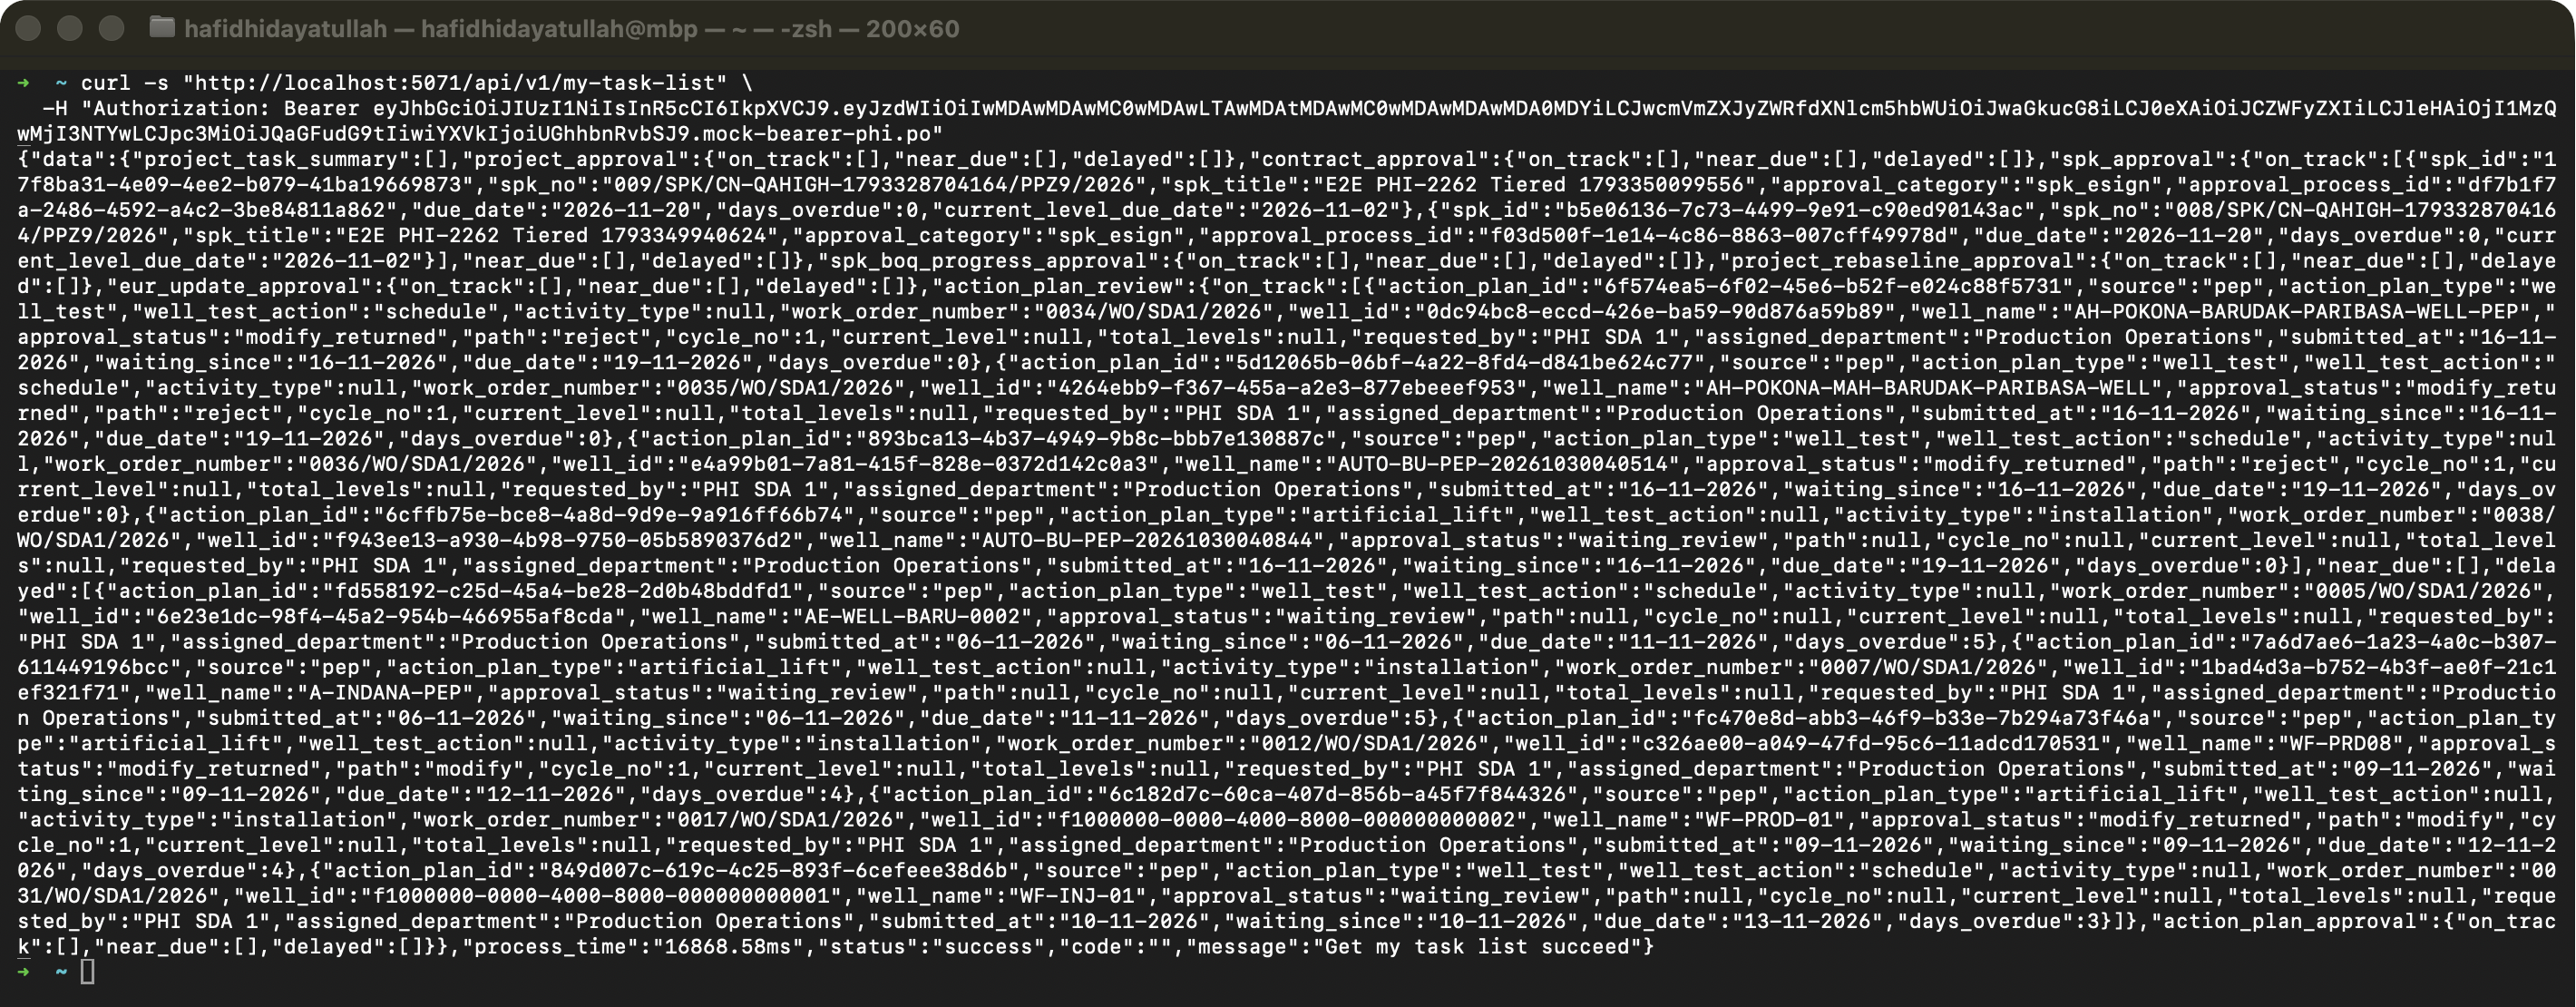 hafidhidayatullah — hafidhidayatullah@mbp — ~ — -zsh — 200×60
➜  ~ curl -s "http://localhost:5071/api/v1/my-task-list" \
  -H "Authorization: Bearer eyJhbGciOiJIUzI1NiIsInR5cCI6IkpXVCJ9.eyJzdWIiOiIwMDAwMDAwMC0wMDAwLTAwMDAtMDAwMC0wMDAwMDAwMDA0MDYiLCJwcmVmZXJyZWRfdXNlcm5hbWUiOiJwaGkucG8iLCJ0eXAiOiJCZWFyZXIiLCJleHAiOjI1MzQ
wMjI3NTYwLCJpc3MiOiJQaGFudG9tIiwiYXVkIjoiUGhhbnRvbSJ9.mock-bearer-phi.po"
{"data":{"project_task_summary":[],"project_approval":{"on_track":[],"near_due":[],"delayed":[]},"contract_approval":{"on_track":[],"near_due":[],"delayed":[]},"spk_approval":{"on_track":[{"spk_id":"1
7f8ba31-4e09-4ee2-b079-41ba19669873","spk_no":"009/SPK/CN-QAHIGH-1793328704164/PPZ9/2026","spk_title":"E2E PHI-2262 Tiered 1793350099556","approval_category":"spk_esign","approval_process_id":"df7b1f7
a-2486-4592-a4c2-3be84811a862","due_date":"2026-11-20","days_overdue":0,"current_level_due_date":"2026-11-02"},{"spk_id":"b5e06136-7c73-4499-9e91-c90ed90143ac","spk_no":"008/SPK/CN-QAHIGH-179332870416
4/PPZ9/2026","spk_title":"E2E PHI-2262 Tiered 1793349940624","approval_category":"spk_esign","approval_process_id":"f03d500f-1e14-4c86-8863-007cff49978d","due_date":"2026-11-20","days_overdue":0,"curr
ent_level_due_date":"2026-11-02"}],"near_due":[],"delayed":[]},"spk_boq_progress_approval":{"on_track":[],"near_due":[],"delayed":[]},"project_rebaseline_approval":{"on_track":[],"near_due":[],"delaye
d":[]},"eur_update_approval":{"on_track":[],"near_due":[],"delayed":[]},"action_plan_review":{"on_track":[{"action_plan_id":"6f574ea5-6f02-45e6-b52f-e024c88f5731","source":"pep","action_plan_type":"we
ll_test","well_test_action":"schedule","activity_type":null,"work_order_number":"0034/WO/SDA1/2026","well_id":"0dc94bc8-eccd-426e-ba59-90d876a59b89","well_name":"AH-POKONA-BARUDAK-PARIBASA-WELL-PEP","
approval_status":"modify_returned","path":"reject","cycle_no":1,"current_level":null,"total_levels":null,"requested_by":"PHI SDA 1","assigned_department":"Production Operations","submitted_at":"16-11-
2026","waiting_since":"16-11-2026","due_date":"19-11-2026","days_overdue":0},{"action_plan_id":"5d12065b-06bf-4a22-8fd4-d841be624c77","source":"pep","action_plan_type":"well_test","well_test_action":"
schedule","activity_type":null,"work_order_number":"0035/WO/SDA1/2026","well_id":"4264ebb9-f367-455a-a2e3-877ebeeef953","well_name":"AH-POKONA-MAH-BARUDAK-PARIBASA-WELL","approval_status":"modify_retu
rned","path":"reject","cycle_no":1,"current_level":null,"total_levels":null,"requested_by":"PHI SDA 1","assigned_department":"Production Operations","submitted_at":"16-11-2026","waiting_since":"16-11-
2026","due_date":"19-11-2026","days_overdue":0},{"action_plan_id":"893bca13-4b37-4949-9b8c-bbb7e130887c","source":"pep","action_plan_type":"well_test","well_test_action":"schedule","activity_type":nul
l,"work_order_number":"0036/WO/SDA1/2026","well_id":"e4a99b01-7a81-415f-828e-0372d142c0a3","well_name":"AUTO-BU-PEP-20261030040514","approval_status":"modify_returned","path":"reject","cycle_no":1,"cu
rrent_level":null,"total_levels":null,"requested_by":"PHI SDA 1","assigned_department":"Production Operations","submitted_at":"16-11-2026","waiting_since":"16-11-2026","due_date":"19-11-2026","days_ov
erdue":0},{"action_plan_id":"6cffb75e-bce8-4a8d-9d9e-9a916ff66b74","source":"pep","action_plan_type":"artificial_lift","well_test_action":null,"activity_type":"installation","work_order_number":"0038/
WO/SDA1/2026","well_id":"f943ee13-a930-4b98-9750-05b5890376d2","well_name":"AUTO-BU-PEP-20261030040844","approval_status":"waiting_review","path":null,"cycle_no":null,"current_level":null,"total_level
s":null,"requested_by":"PHI SDA 1","assigned_department":"Production Operations","submitted_at":"16-11-2026","waiting_since":"16-11-2026","due_date":"19-11-2026","days_overdue":0}],"near_due":[],"dela
yed":[{"action_plan_id":"fd558192-c25d-45a4-be28-2d0b48bddfd1","source":"pep","action_plan_type":"well_test","well_test_action":"schedule","activity_type":null,"work_order_number":"0005/WO/SDA1/2026",
"well_id":"6e23e1dc-98f4-45a2-954b-466955af8cda","well_name":"AE-WELL-BARU-0002","approval_status":"waiting_review","path":null,"cycle_no":null,"current_level":null,"total_levels":null,"requested_by":
"PHI SDA 1","assigned_department":"Production Operations","submitted_at":"06-11-2026","waiting_since":"06-11-2026","due_date":"11-11-2026","days_overdue":5},{"action_plan_id":"7a6d7ae6-1a23-4a0c-b307-
611449196bcc","source":"pep","action_plan_type":"artificial_lift","well_test_action":null,"activity_type":"installation","work_order_number":"0007/WO/SDA1/2026","well_id":"1bad4d3a-b752-4b3f-ae0f-21c1
ef321f71","well_name":"A-INDANA-PEP","approval_status":"waiting_review","path":null,"cycle_no":null,"current_level":null,"total_levels":null,"requested_by":"PHI SDA 1","assigned_department":"Productio
n Operations","submitted_at":"06-11-2026","waiting_since":"06-11-2026","due_date":"11-11-2026","days_overdue":5},{"action_plan_id":"fc470e8d-abb3-46f9-b33e-7b294a73f46a","source":"pep","action_plan_ty
pe":"artificial_lift","well_test_action":null,"activity_type":"installation","work_order_number":"0012/WO/SDA1/2026","well_id":"c326ae00-a049-47fd-95c6-11adcd170531","well_name":"WF-PRD08","approval_s
tatus":"modify_returned","path":"modify","cycle_no":1,"current_level":null,"total_levels":null,"requested_by":"PHI SDA 1","assigned_department":"Production Operations","submitted_at":"09-11-2026","wai
ting_since":"09-11-2026","due_date":"12-11-2026","days_overdue":4},{"action_plan_id":"6c182d7c-60ca-407d-856b-a45f7f844326","source":"pep","action_plan_type":"artificial_lift","well_test_action":null,
"activity_type":"installation","work_order_number":"0017/WO/SDA1/2026","well_id":"f1000000-0000-4000-8000-000000000002","well_name":"WF-PROD-01","approval_status":"modify_returned","path":"modify","cy
cle_no":1,"current_level":null,"total_levels":null,"requested_by":"PHI SDA 1","assigned_department":"Production Operations","submitted_at":"09-11-2026","waiting_since":"09-11-2026","due_date":"12-11-2
026","days_overdue":4},{"action_plan_id":"849d007c-619c-4c25-893f-6cefeee38d6b","source":"pep","action_plan_type":"well_test","well_test_action":"schedule","activity_type":null,"work_order_number":"00
31/WO/SDA1/2026","well_id":"f1000000-0000-4000-8000-000000000001","well_name":"WF-INJ-01","approval_status":"waiting_review","path":null,"cycle_no":null,"current_level":null,"total_levels":null,"reque
sted_by":"PHI SDA 1","assigned_department":"Production Operations","submitted_at":"10-11-2026","waiting_since":"10-11-2026","due_date":"13-11-2026","days_overdue":3}]},"action_plan_approval":{"on_trac
k":[],"near_due":[],"delayed":[]}},"process_time":"16868.58ms","status":"success","code":"","message":"Get my task list succeed"}
➜  ~